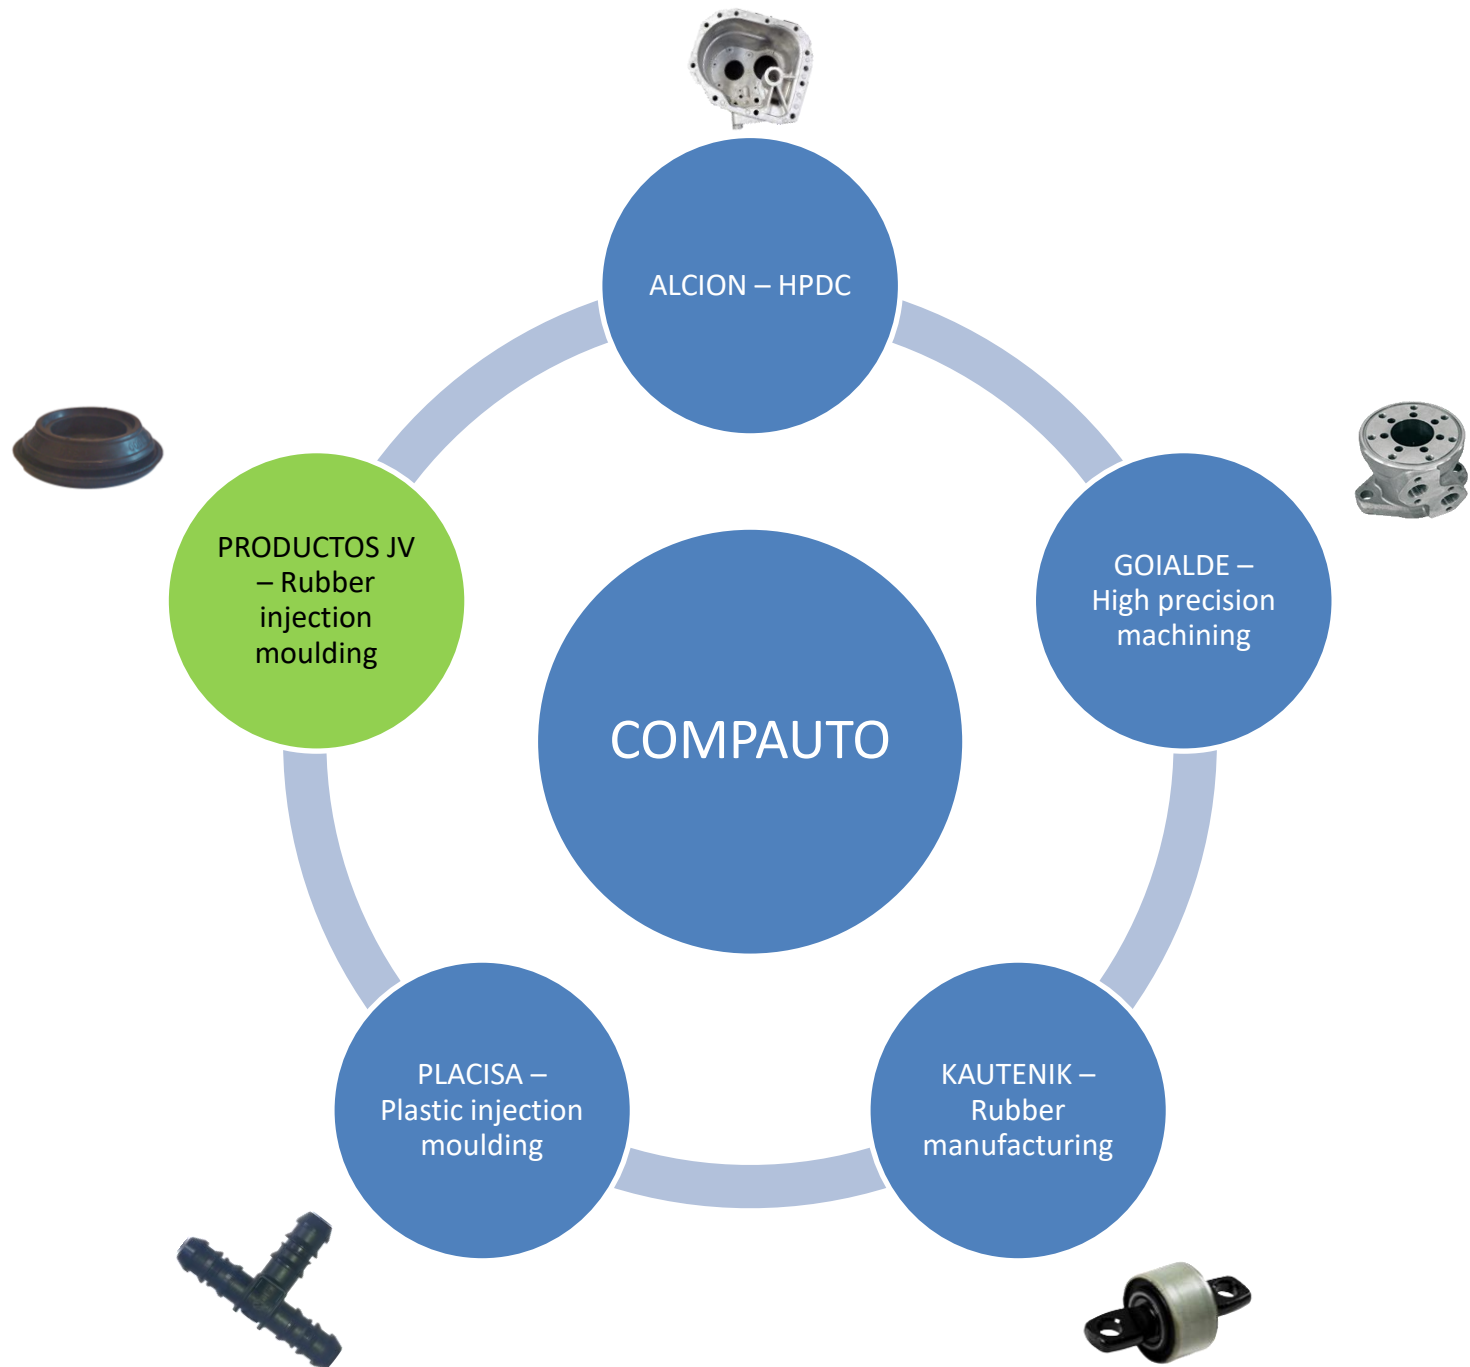 ALCION – HPDC
PRODUCTOS JV
– Rubber
injection
moulding
GOIALDE –
High precision
machining
COMPAUTO
PLACISA –
Plastic injection
moulding
KAUTENIK –
Rubber
manufacturing